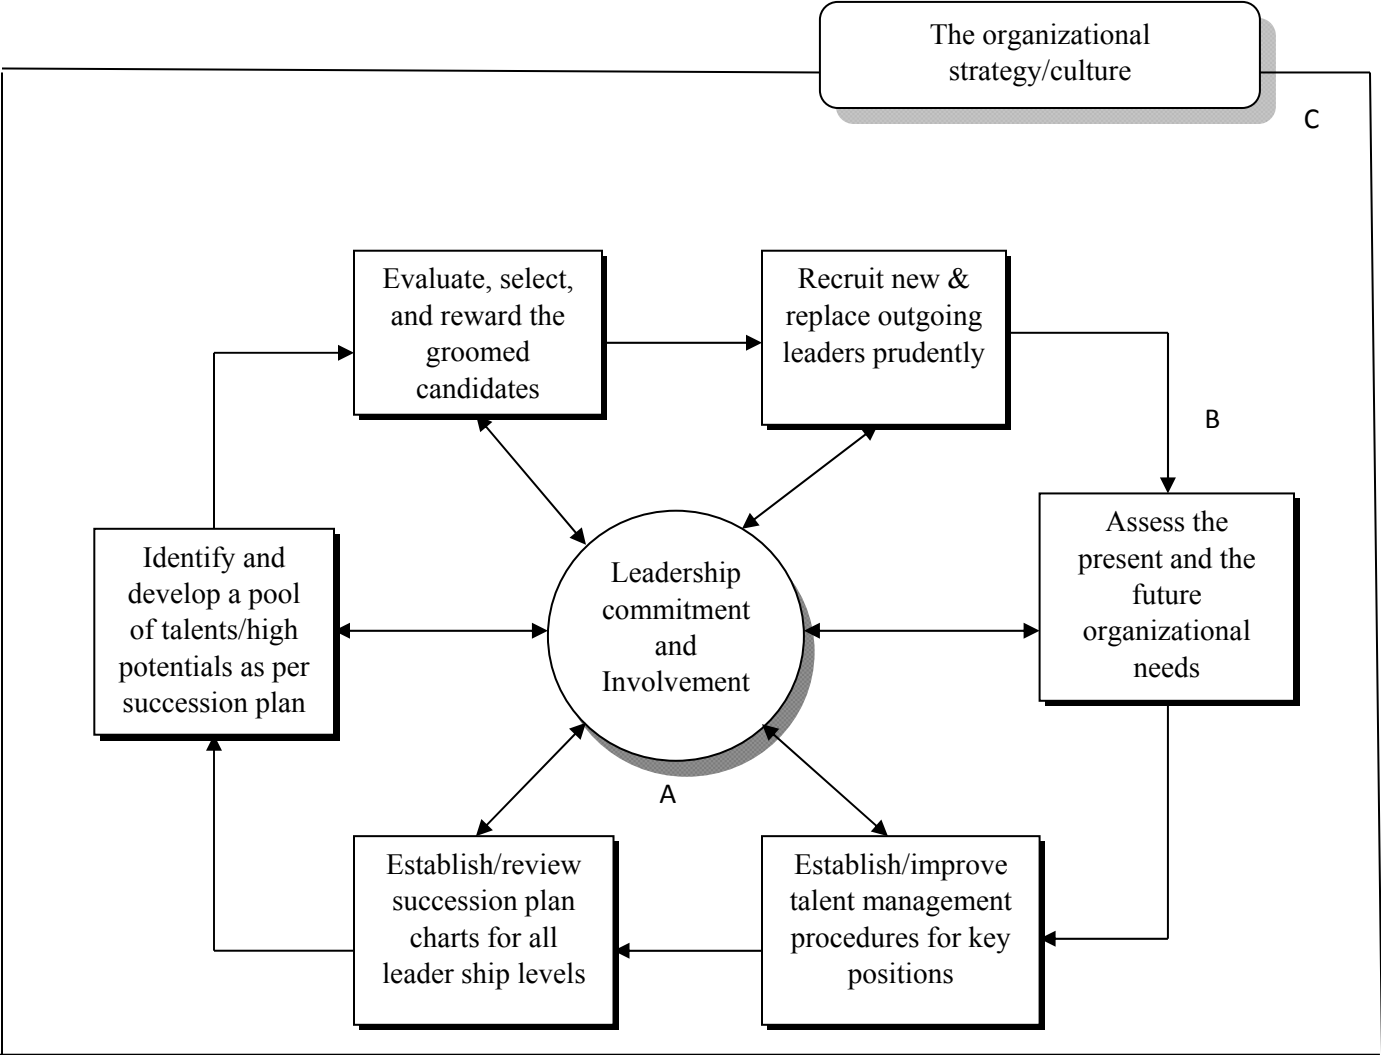 The organizational
strategy/culture
C
Evaluate, select,
and reward the
groomed
candidates
Recruit new &
replace outgoing
leaders prudently
B
Assess the
present and the
future
organizational
needs
Identify and
develop a pool
of talents/high
potentials as per
succession plan
Leadership
commitment
and
Involvement
A
Establish/review
succession plan
charts for all
leader ship levels
Establish/improve
talent management
procedures for key
positions